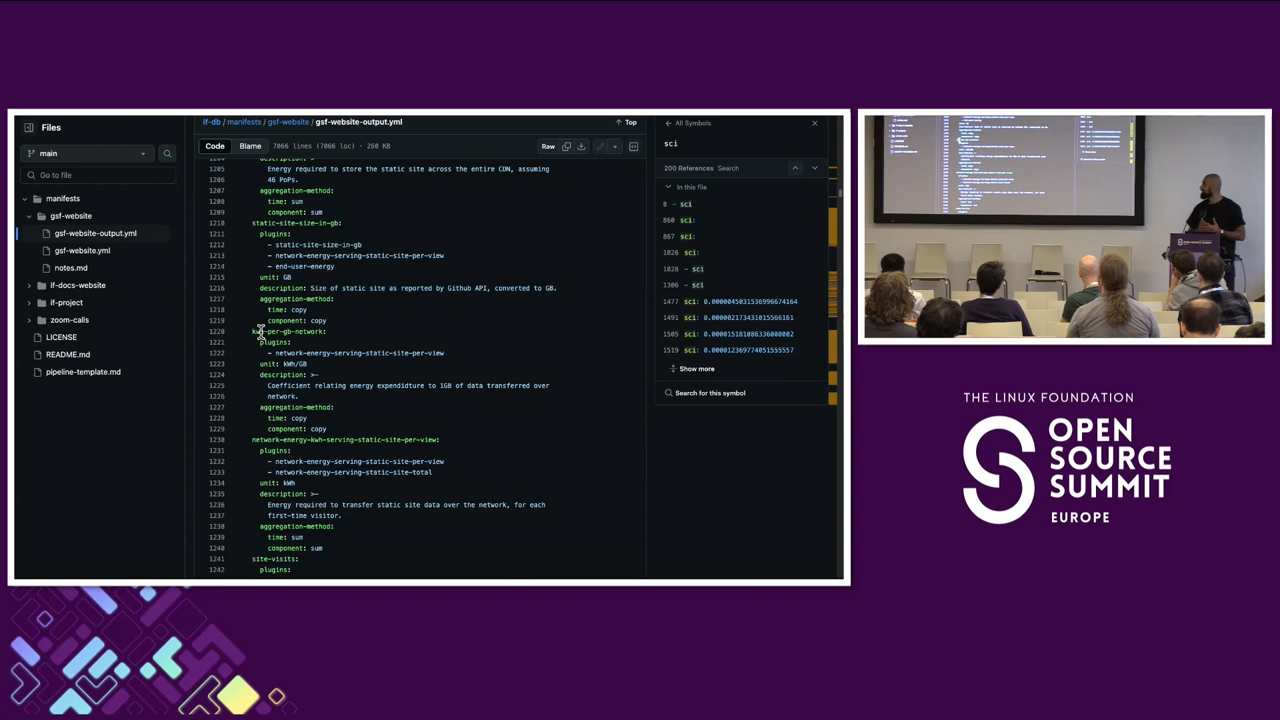 Files
main
Go to file
manifests
gsf-website
gsf-website-output.yml
gsf-website.yml
notes.md
if-docs-website
if-project
zoom-calls
LICENSE
README.md
pipeline-template.md
if-db / manifests / gsf-website / gsf-website-output.yml
Top
Code
Blame
7066 lines (7066 loc) · 260 KB
Raw
1204 description: >-
1205 Energy required to store the static site across the entire CDN, assuming
1206 46 PoPs.
1207 aggregation-method:
1208 time: sum
1209 component: sum
1210 static-site-size-in-gb:
1211 plugins:
1212 - static-site-size-in-gb
1213 - network-energy-serving-static-site-per-view
1214 - end-user-energy
1215 unit: GB
1216 description: Size of static site as reported by Github API, converted to GB.
1217 aggregation-method:
1218 time: copy
1219 component: copy
1220 kwh-per-gb-network:
1221 plugins:
1222 - network-energy-serving-static-site-per-view
1223 unit: kWh/GB
1224 description: >-
1225 Coefficient relating energy expendiditure to 1GB of data transferred over
1226 network.
1227 aggregation-method:
1228 time: copy
1229 component: copy
1230 network-energy-kwh-serving-static-site-per-view:
1231 plugins:
1232 - network-energy-serving-static-site-per-view
1233 - network-energy-serving-static-site-total
1234 unit: kWh
1235 description: >-
1236 Energy required to transfer static site data over the network, for each
1237 first-time visitor.
1238 aggregation-method:
1239 time: sum
1240 component: sum
1241 site-visits:
1242 plugins:
All Symbols
sci
200 References Search
In this file
8 - sci
860 sci:
867 sci:
1026 sci:
1028 - sci
1306 - sci
1477 sci: 0.0000045031536996674164
1491 sci: 0.000002173431015566161
1505 sci: 0.000001518106336008002
1519 sci: 0.000001236977405155557
Show more
Search for this symbol
THE LINUX FOUNDATION
OPEN
SOURCE
SUMMIT
EUROPE